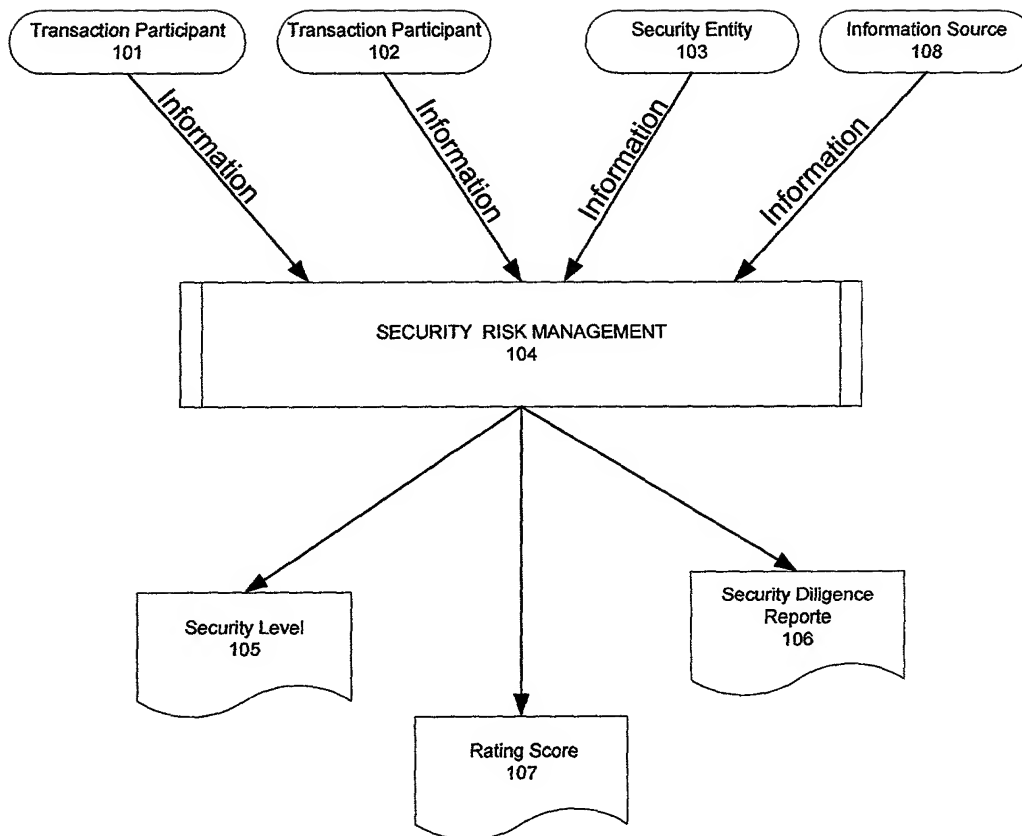 Transaction Participant
101
Transaction Participant
102
Security Entity
103
Information Source
108
Information
Information
Information
Information
SECURITY RISK MANAGEMENT
104
Security Level
105
Rating Score
107
Security Diligence
Reporte
106